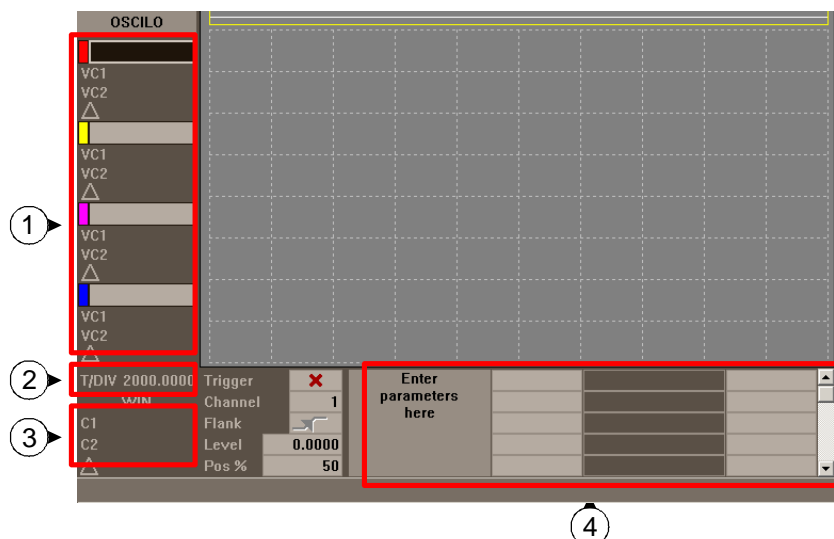 OSCILO
VC1
VC2
△
VC1
VC2
△
VC1
VC2
△
VC1
VC2
△
1
T/DIV 2000.0000
2
WIN
C1
C2
△
3
Trigger
Channel 1
Flank
Level 0.0000
Pos % 50
Enter
parameters
here
4